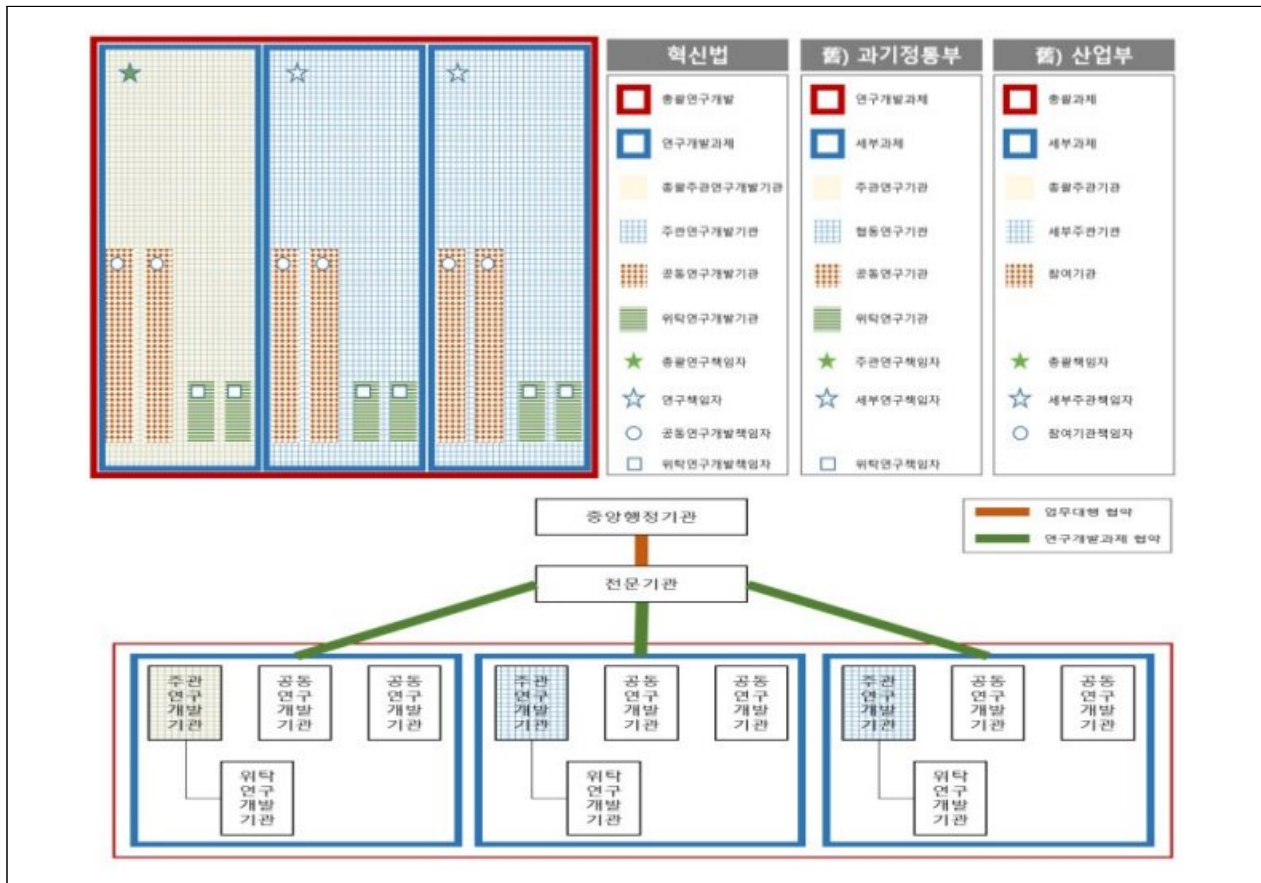 혁신법
舊) 과기정통부
舊) 산업부
총괄연구개발
연구개발과제
총괄과제
연구개발과제
세부과제
세부과제
총괄주관연구개발기관
주관연구기관
총괄주관기관
주관연구개발기관
협동연구기관
세부주관기관
공동연구개발기관
공동연구기관
참여기관
위탁연구개발기관
위탁연구기관
총괄연구책임자
주관연구책임자
총괄책임자
연구책임자
세부연구책임자
세부주관책임자
공동연구개발책임자
참여기관책임자
위탁연구개발책임자
위탁연구책임자
중앙행정기관
업무대행 협약
연구개발과제 협약
전문기관
주관
연구
개발
기관
공동
연구
개발
기관
공동
연구
개발
기관
위탁
연구
개발
기관
주관
연구
개발
기관
공동
연구
개발
기관
공동
연구
개발
기관
위탁
연구
개발
기관
주관
연구
개발
기관
공동
연구
개발
기관
공동
연구
개발
기관
위탁
연구
개발
기관